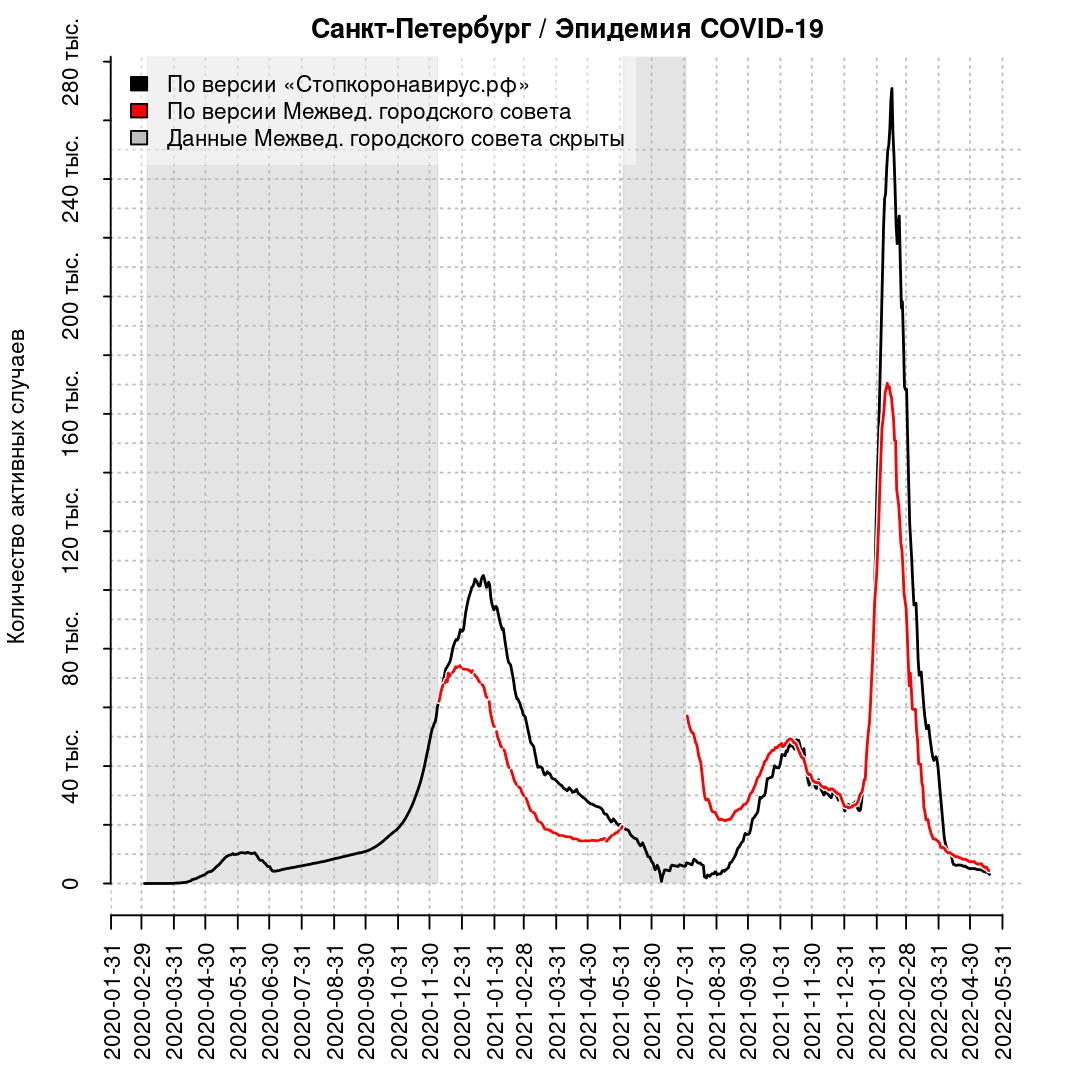 Санкт-Петербург / Эпидемия COVID-19
По версии «Стопкоронавирус.рф»
По версии Межвед. городского совета
Данные Межвед. городского совета скрыты
Количество активных случаев
280 тыс.
240 тыс.
200 тыс.
160 тыс.
120 тыс.
80 тыс.
40 тыс.
0
2020-01-31
2020-02-29
2020-03-31
2020-04-30
2020-05-31
2020-06-30
2020-07-31
2020-08-31
2020-09-30
2020-10-31
2020-11-30
2020-12-31
2021-01-31
2021-02-28
2021-03-31
2021-04-30
2021-05-31
2021-06-30
2021-07-31
2021-08-31
2021-09-30
2021-10-31
2021-11-30
2021-12-31
2022-01-31
2022-02-28
2022-03-31
2022-04-30
2022-05-31